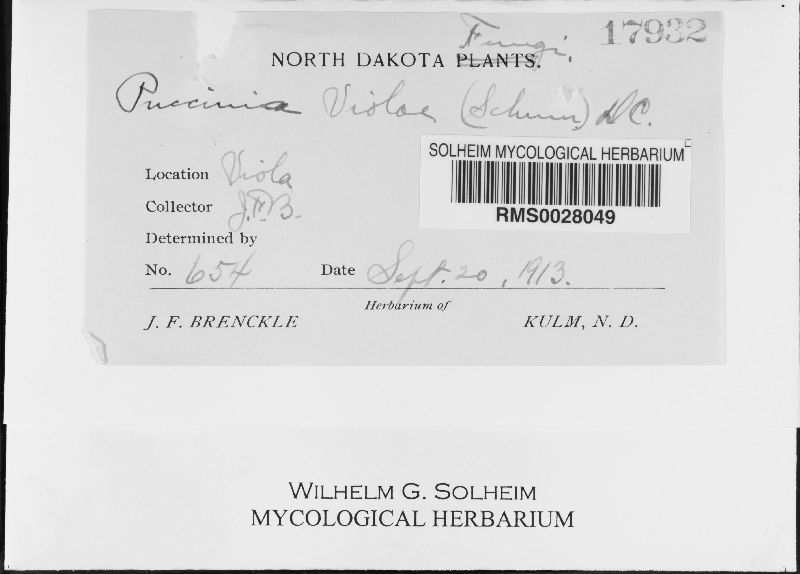 17932
Fungi.
NORTH DAKOTA PLANTS.
Puccinia Violae (Schum.) DC.
SOLHEIM MYCOLOGICAL HERBARIUM
RMS0028049
Location Viola
Collector J.F.B.
Determined by
No. 654 Date Sept. 20, 1913.
Herbarium of
J. F. BRENCKLE KULM, N. D.
WILHELM G. SOLHEIM
MYCOLOGICAL HERBARIUM